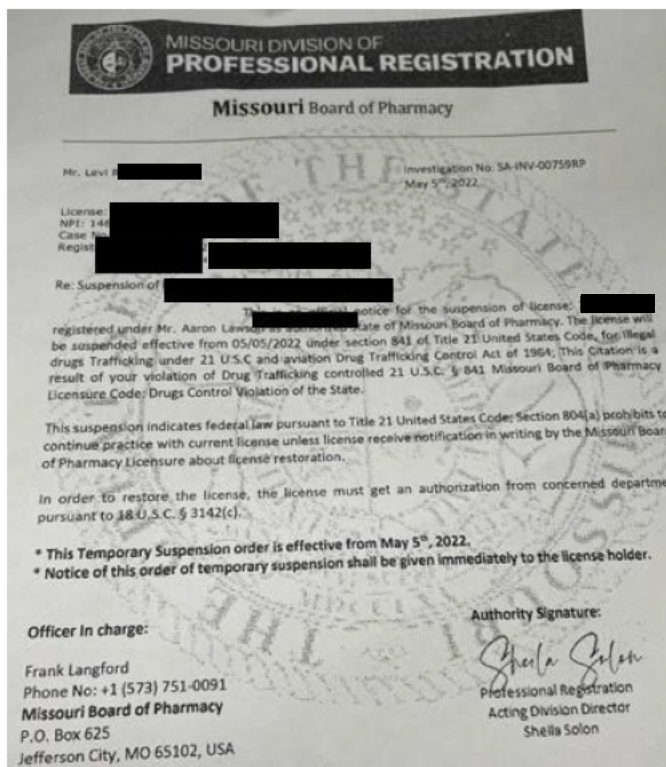 MISSOURI DIVISION OF
PROFESSIONAL REGISTRATION
Missouri Board of Pharmacy
Mr. Levi
Investigation No. SA-INV-00759RP
May 5th, 2022
License:
NPI: 146
Case No
Regist
Re: Suspension of
notice for the suspension of license:
registered under Mr. Aaron Lawson as authorized State of Missouri Board of Pharmacy. The license will
be suspended effective from 05/05/2022 under section 841 of Title 21 United States Code, for Illegal
drugs Trafficking under 21 U.S.C and aviation Drug Trafficking Control Act of 1984; This Citation is a
result of your violation of Drug Trafficking controlled 21 U.S.C. § 841 Missouri Board of Pharmacy
Licensure Code: Drugs Control Violation of the State.
This suspension indicates federal law pursuant to Title 21 United States Code; Section 804(a) prohibits to
continue practice with current license unless license receive notification in writing by the Missouri Boar
of Pharmacy Licensure about license restoration.
In order to restore the license, the license must get an authorization from concerned departme
pursuant to 18 U.S.C. § 3142(c).
* This Temporary Suspension order is effective from May 5th, 2022.
* Notice of this order of temporary suspension shall be given immediately to the license holder.
Officer In charge:
Frank Langford
Phone No: +1 (573) 751-0091
Missouri Board of Pharmacy
P.O. Box 625
Jefferson City, MO 65102, USA
Authority Signature:
Sheila Solon
Professional Registration
Acting Division Director
Sheila Solon